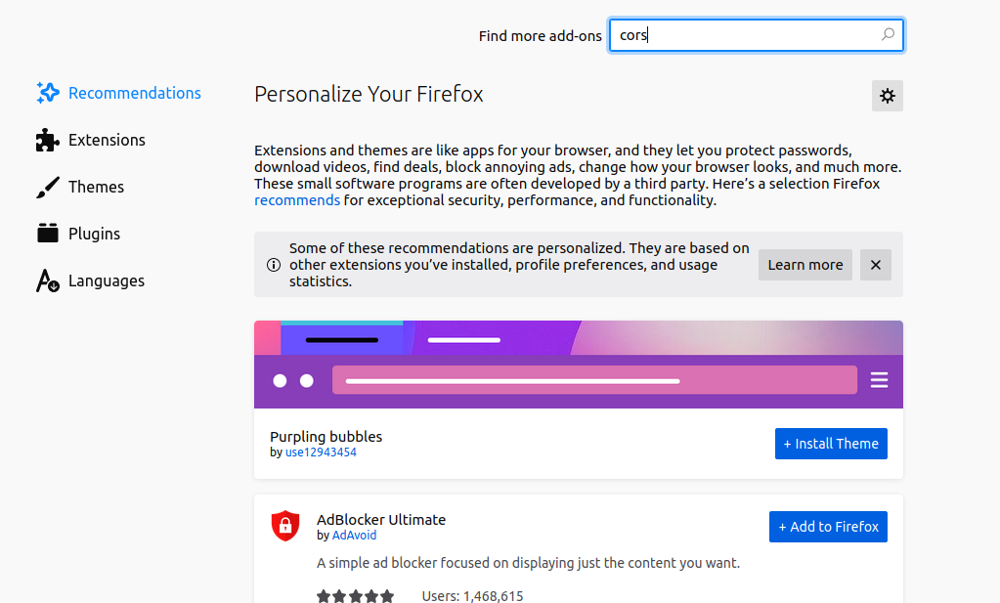 Find more add-ons
cors
Recommendations
Extensions
Themes
Plugins
Languages
Personalize Your Firefox
Extensions and themes are like apps for your browser, and they let you protect passwords,
download videos, find deals, block annoying ads, change how your browser looks, and much more.
These small software programs are often developed by a third party. Here’s a selection Firefox
recommends for exceptional security, performance, and functionality.
Some of these recommendations are personalized. They are based on
other extensions you’ve installed, profile preferences, and usage
statistics.
Learn more
Purpling bubbles
by use12943454
+ Install Theme
AdBlocker Ultimate
by AdAvoid
+ Add to Firefox
A simple ad blocker focused on displaying just the content you want.
Users: 1,468,615